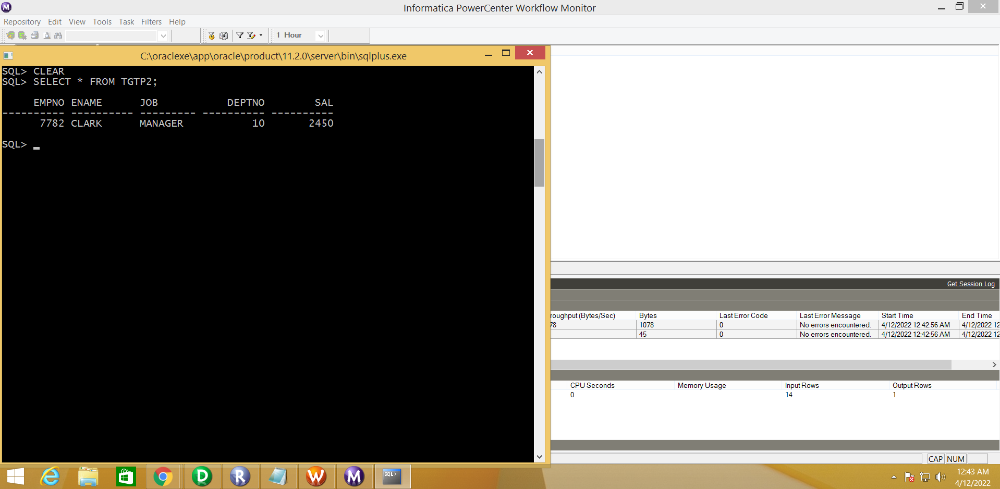 Informatica PowerCenter Workflow Monitor
Repository Edit View Tools Task Filters Help
1 Hour
C:\oraclexe\app\oracle\product\11.2.0\server\bin\sqlplus.exe
SQL> CLEAR
SQL> SELECT * FROM TGTP2;
EMPNO ENAME JOB DEPTNO SAL
---------- ---------- --------- ---------- ----------
7782 CLARK MANAGER 10 2450
SQL>
Get Session Log
roughput (Bytes/Sec) Bytes Last Error Code Last Error Message Start Time End Time
78 1078 0 No errors encountered. 4/12/2022 12:42:56 AM 4/12/2022 12
45 0 No errors encountered. 4/12/2022 12:42:56 AM 4/12/2022 12
CPU Seconds Memory Usage Input Rows Output Rows
0 14 1
CAP NUM
12:43 AM
4/12/2022